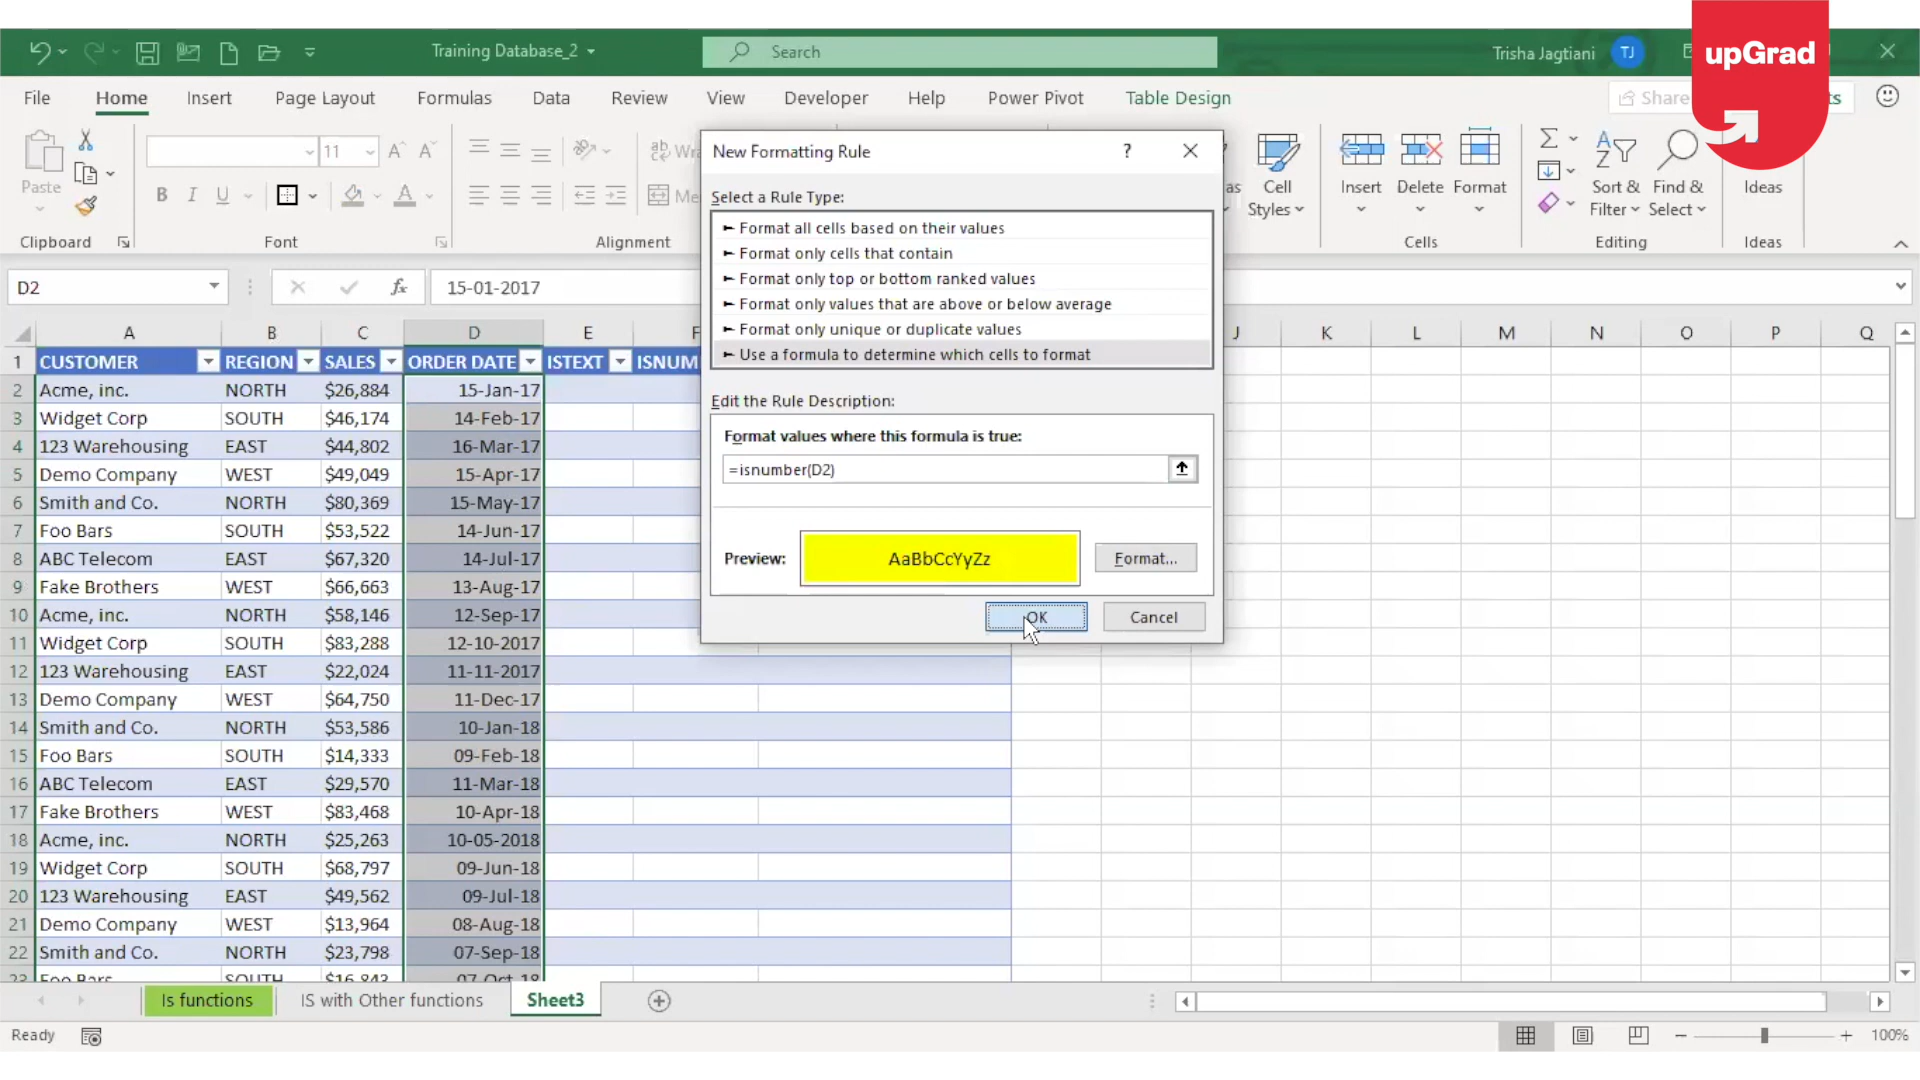 Training Database_2
Search
Trisha Jagtiani
TJ
upGrad
File
Home
Insert
Page Layout
Formulas
Data
Review
View
Developer
Help
Power Pivot
Table Design
Share
ts
Paste
11
B I U
A
ab
Cell
Styles
Insert
Delete
Format
Sort &
Filter
Find &
Select
Ideas
Clipboard
Font
Alignment
Cells
Editing
Ideas
D2
fx
15-01-2017
New Formatting Rule
?
Select a Rule Type:
► Format all cells based on their values
► Format only cells that contain
► Format only top or bottom ranked values
► Format only values that are above or below average
► Format only unique or duplicate values
► Use a formula to determine which cells to format
Edit the Rule Description:
Format values where this formula is true:
=isnumber(D2)
Preview:
AaBbCcYyZz
Format...
OK
Cancel
A B C D E F J K L M N O P Q
1 CUSTOMER REGION SALES ORDER DATE ISTEXT ISNUM
2 Acme, inc. NORTH $26,884 15-Jan-17
3 Widget Corp SOUTH $46,174 14-Feb-17
4 123 Warehousing EAST $44,802 16-Mar-17
5 Demo Company WEST $49,049 15-Apr-17
6 Smith and Co. NORTH $80,369 15-May-17
7 Foo Bars SOUTH $53,522 14-Jun-17
8 ABC Telecom EAST $67,320 14-Jul-17
9 Fake Brothers WEST $66,663 13-Aug-17
10 Acme, inc. NORTH $58,146 12-Sep-17
11 Widget Corp SOUTH $83,288 12-10-2017
12 123 Warehousing EAST $22,024 11-11-2017
13 Demo Company WEST $64,750 11-Dec-17
14 Smith and Co. NORTH $53,586 10-Jan-18
15 Foo Bars SOUTH $14,333 09-Feb-18
16 ABC Telecom EAST $29,570 11-Mar-18
17 Fake Brothers WEST $83,468 10-Apr-18
18 Acme, inc. NORTH $25,263 10-05-2018
19 Widget Corp SOUTH $68,797 09-Jun-18
20 123 Warehousing EAST $49,562 09-Jul-18
21 Demo Company WEST $13,964 08-Aug-18
22 Smith and Co. NORTH $23,798 07-Sep-18
23 Foo Bars SOUTH $16,843 07-Oct-18
Is functions
IS with Other functions
Sheet3
Ready
100%